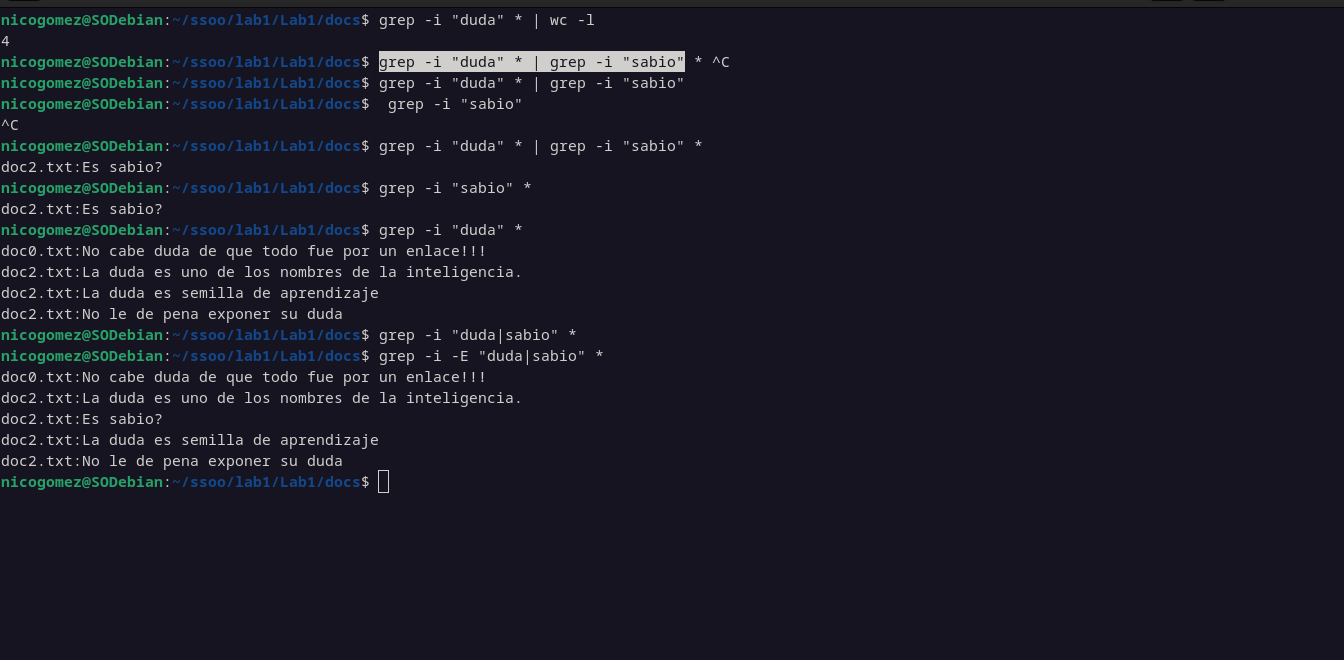 nicogomez@SODebian:~/ssoo/lab1/Lab1/docs$ grep -i "duda" * | wc -l
4
nicogomez@SODebian:~/ssoo/lab1/Lab1/docs$ grep -i "duda" * | grep -i "sabio" * ^C
nicogomez@SODebian:~/ssoo/lab1/Lab1/docs$ grep -i "duda" * | grep -i "sabio"
nicogomez@SODebian:~/ssoo/lab1/Lab1/docs$  grep -i "sabio"
^C
nicogomez@SODebian:~/ssoo/lab1/Lab1/docs$ grep -i "duda" * | grep -i "sabio" *
doc2.txt:Es sabio?
nicogomez@SODebian:~/ssoo/lab1/Lab1/docs$ grep -i "sabio" *
doc2.txt:Es sabio?
nicogomez@SODebian:~/ssoo/lab1/Lab1/docs$ grep -i "duda" *
doc0.txt:No cabe duda de que todo fue por un enlace!!!
doc2.txt:La duda es uno de los nombres de la inteligencia.
doc2.txt:La duda es semilla de aprendizaje
doc2.txt:No le de pena exponer su duda
nicogomez@SODebian:~/ssoo/lab1/Lab1/docs$ grep -i "duda|sabio" *
nicogomez@SODebian:~/ssoo/lab1/Lab1/docs$ grep -i -E "duda|sabio" *
doc0.txt:No cabe duda de que todo fue por un enlace!!!
doc2.txt:La duda es uno de los nombres de la inteligencia.
doc2.txt:Es sabio?
doc2.txt:La duda es semilla de aprendizaje
doc2.txt:No le de pena exponer su duda
nicogomez@SODebian:~/ssoo/lab1/Lab1/docs$